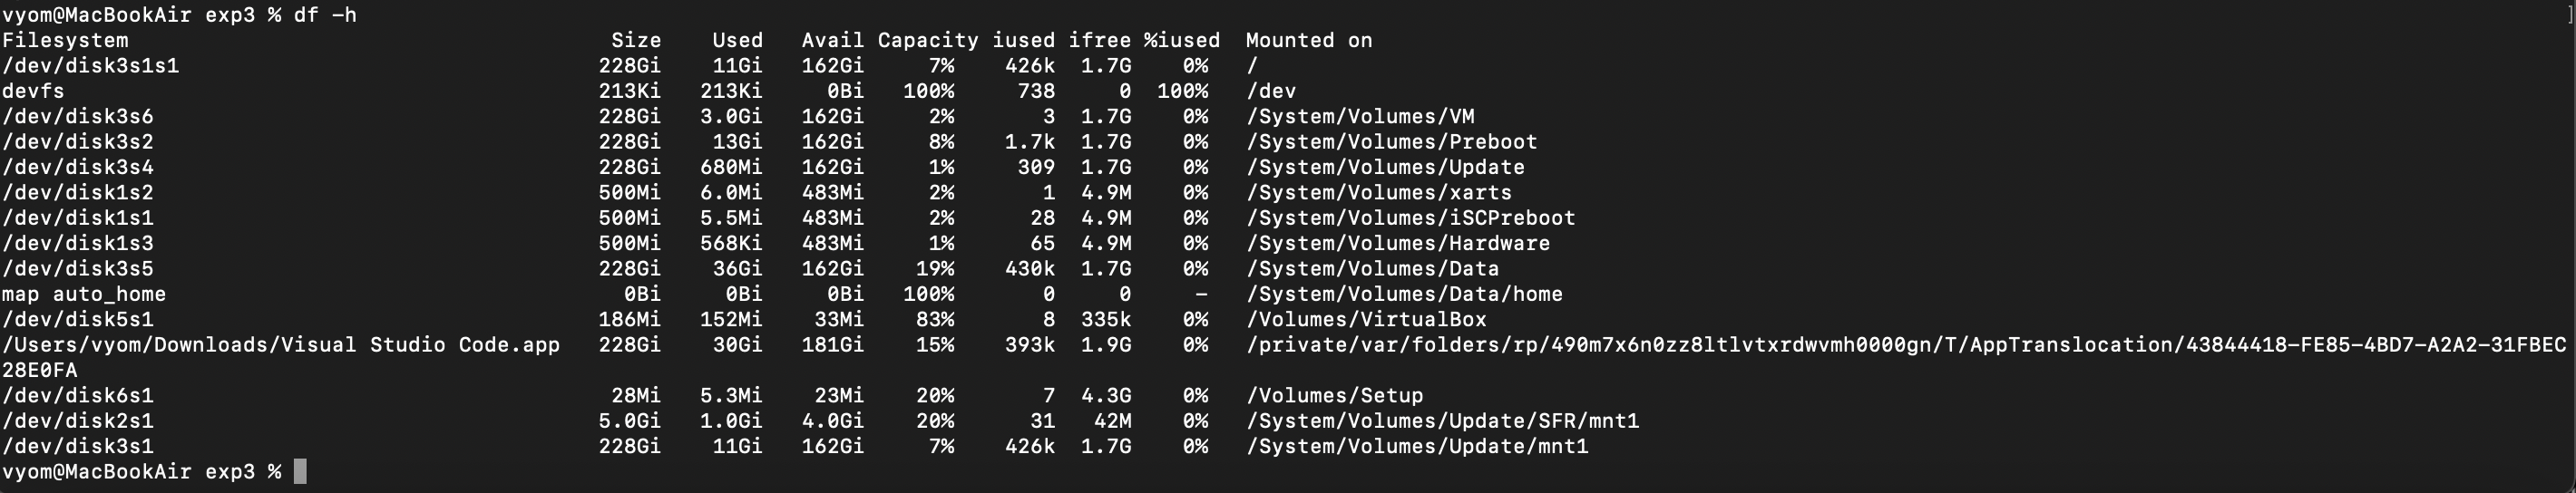 vyom@MacBookAir exp3 % df -h ]
Filesystem Size Used Avail Capacity iused ifree %iused Mounted on
/dev/disk3s1s1 228Gi 11Gi 162Gi 7% 426k 1.7G 0% /
devfs 213Ki 213Ki 0Bi 100% 738 0 100% /dev
/dev/disk3s6 228Gi 3.0Gi 162Gi 2% 3 1.7G 0% /System/Volumes/VM
/dev/disk3s2 228Gi 13Gi 162Gi 8% 1.7k 1.7G 0% /System/Volumes/Preboot
/dev/disk3s4 228Gi 680Mi 162Gi 1% 309 1.7G 0% /System/Volumes/Update
/dev/disk1s2 500Mi 6.0Mi 483Mi 2% 1 4.9M 0% /System/Volumes/xarts
/dev/disk1s1 500Mi 5.5Mi 483Mi 2% 28 4.9M 0% /System/Volumes/iSCPreboot
/dev/disk1s3 500Mi 568Ki 483Mi 1% 65 4.9M 0% /System/Volumes/Hardware
/dev/disk3s5 228Gi 36Gi 162Gi 19% 430k 1.7G 0% /System/Volumes/Data
map auto_home 0Bi 0Bi 0Bi 100% 0 0 - /System/Volumes/Data/home
/dev/disk5s1 186Mi 152Mi 33Mi 83% 8 335k 0% /Volumes/VirtualBox
/Users/vyom/Downloads/Visual Studio Code.app 228Gi 30Gi 181Gi 15% 393k 1.9G 0% /private/var/folders/rp/490m7x6n0zz8ltlvtxrdwvmh0000gn/T/AppTranslocation/43844418-FE85-4BD7-A2A2-31FBEC
28E0FA
/dev/disk6s1 28Mi 5.3Mi 23Mi 20% 7 4.3G 0% /Volumes/Setup
/dev/disk2s1 5.0Gi 1.0Gi 4.0Gi 20% 31 42M 0% /System/Volumes/Update/SFR/mnt1
/dev/disk3s1 228Gi 11Gi 162Gi 7% 426k 1.7G 0% /System/Volumes/Update/mnt1
vyom@MacBookAir exp3 %